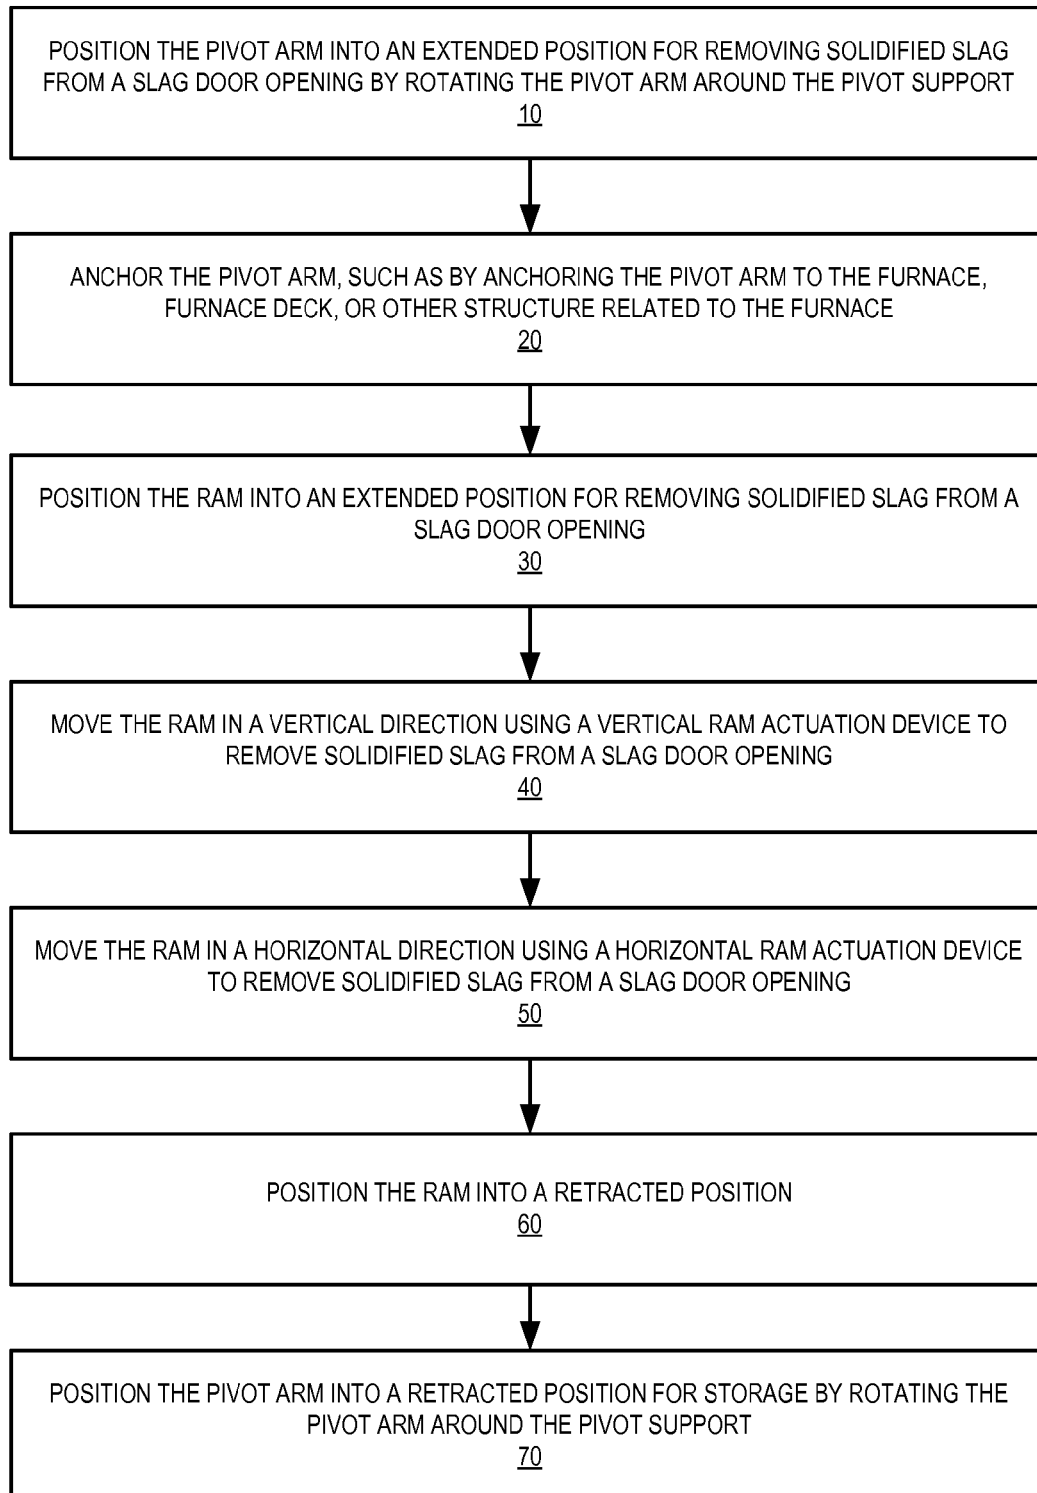 POSITION THE PIVOT ARM INTO AN EXTENDED POSITION FOR REMOVING SOLIDIFIED SLAG
FROM A SLAG DOOR OPENING BY ROTATING THE PIVOT ARM AROUND THE PIVOT SUPPORT
10
ANCHOR THE PIVOT ARM, SUCH AS BY ANCHORING THE PIVOT ARM TO THE FURNACE,
FURNACE DECK, OR OTHER STRUCTURE RELATED TO THE FURNACE
20
POSITION THE RAM INTO AN EXTENDED POSITION FOR REMOVING SOLIDIFIED SLAG FROM A
SLAG DOOR OPENING
30
MOVE THE RAM IN A VERTICAL DIRECTION USING A VERTICAL RAM ACTUATION DEVICE TO
REMOVE SOLIDIFIED SLAG FROM A SLAG DOOR OPENING
40
MOVE THE RAM IN A HORIZONTAL DIRECTION USING A HORIZONTAL RAM ACTUATION DEVICE
TO REMOVE SOLIDIFIED SLAG FROM A SLAG DOOR OPENING
50
POSITION THE RAM INTO A RETRACTED POSITION
60
POSITION THE PIVOT ARM INTO A RETRACTED POSITION FOR STORAGE BY ROTATING THE
PIVOT ARM AROUND THE PIVOT SUPPORT
70